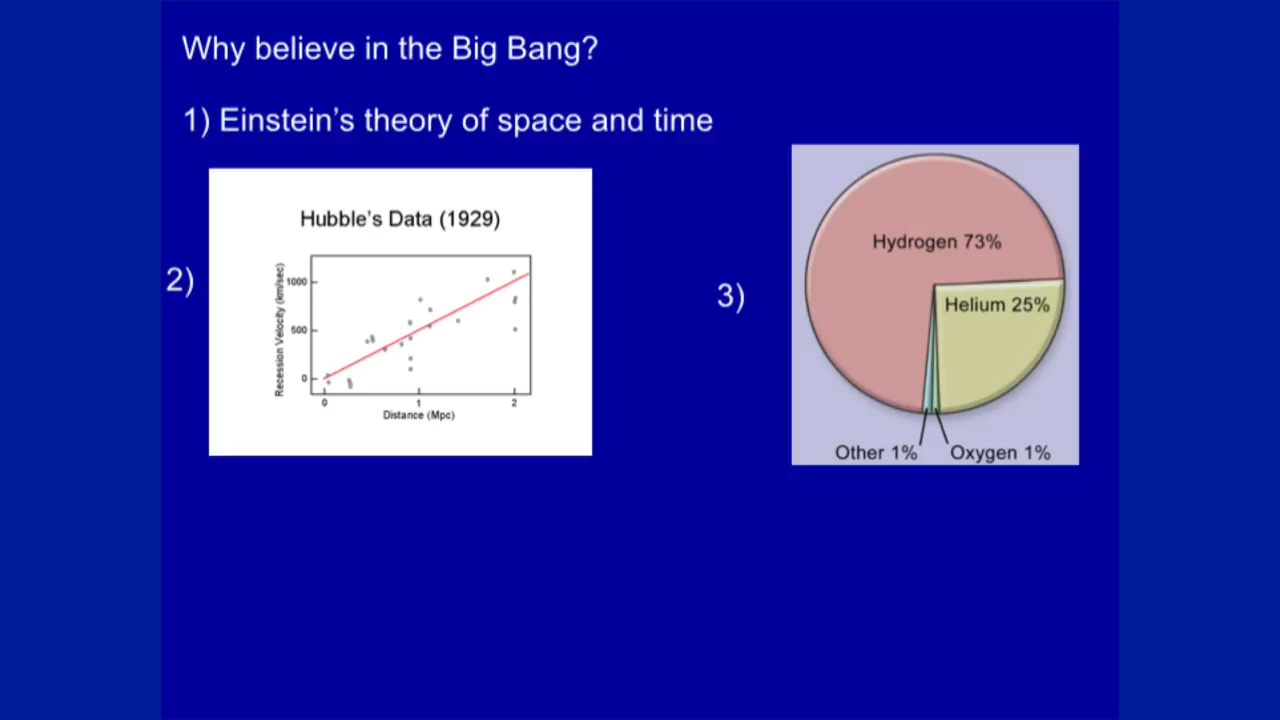 Why believe in the Big Bang?
1) Einstein’s theory of space and time
2)
Hubble's Data (1929)
Recession Velocity (km/sec)
1000
500
0
0 1 2
Distance (Mpc)
3)
Hydrogen 73%
Helium 25%
Other 1% Oxygen 1%